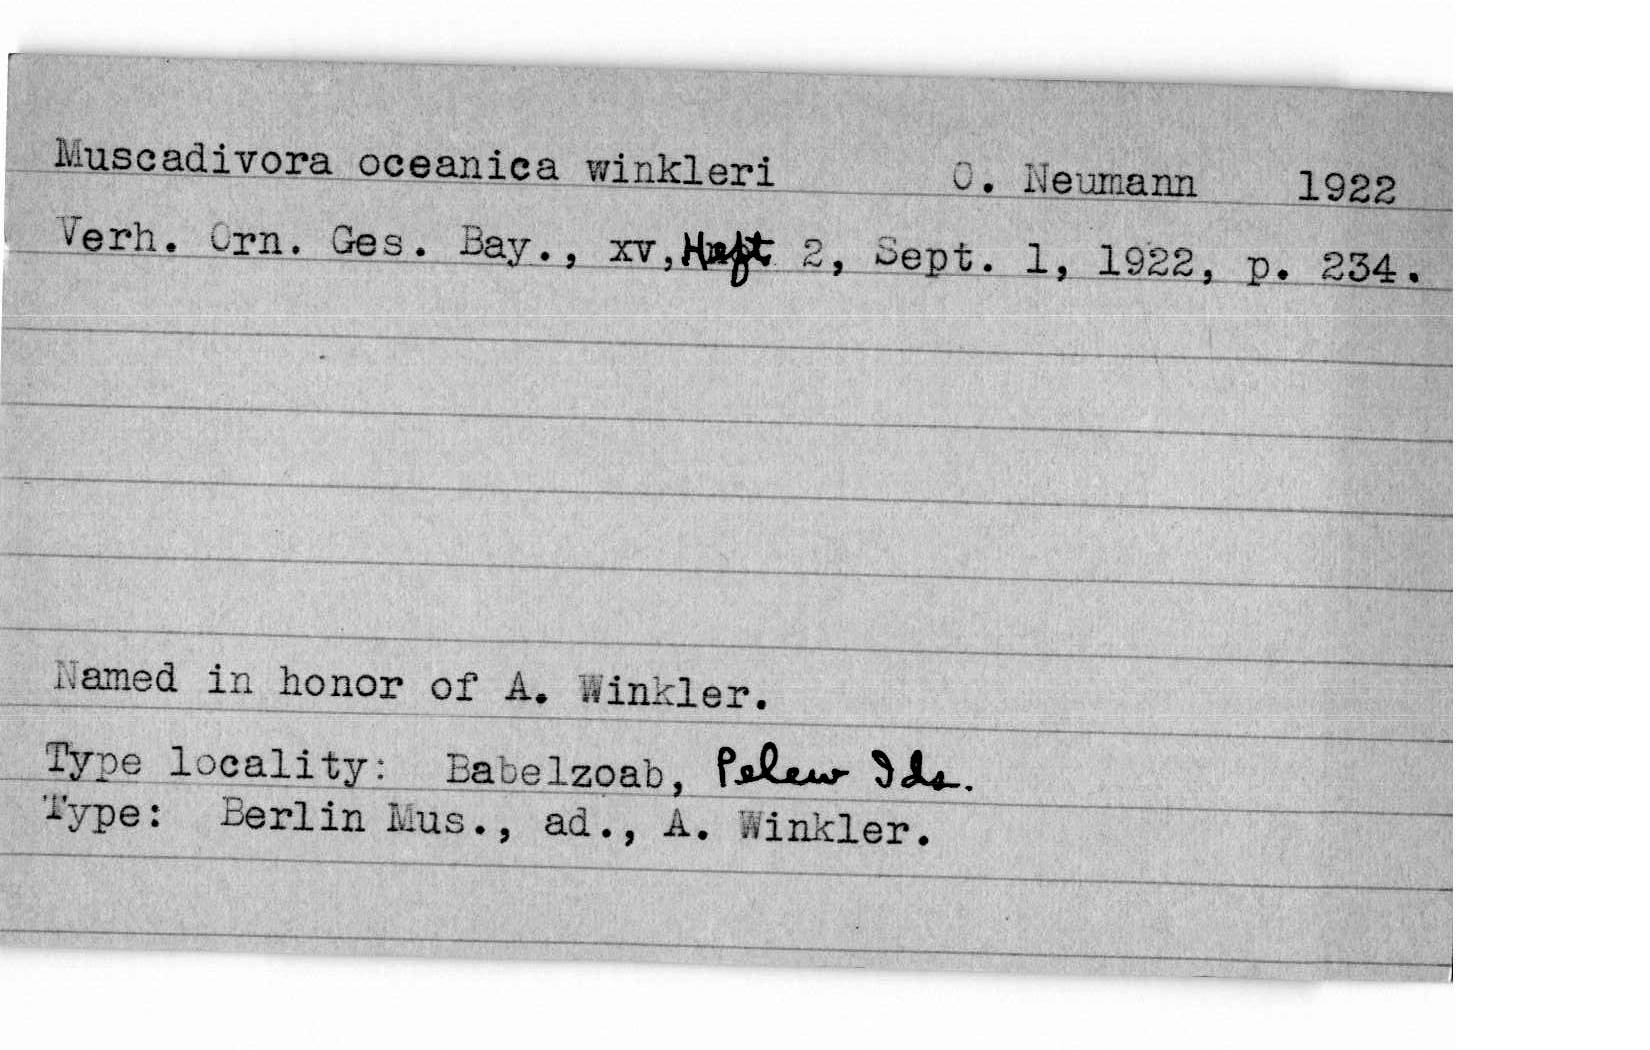 Muscadivora oceanica winkleri O. Neumann 1922
Verh. Orn. Ges. Bay., xv, Heft 2, Sept. 1, 1922, p. 234.
Named in honor of A. Winkler.
Type locality: Babelzoab, Pelew Ids.
Type: Berlin Mus., ad., A. Winkler.